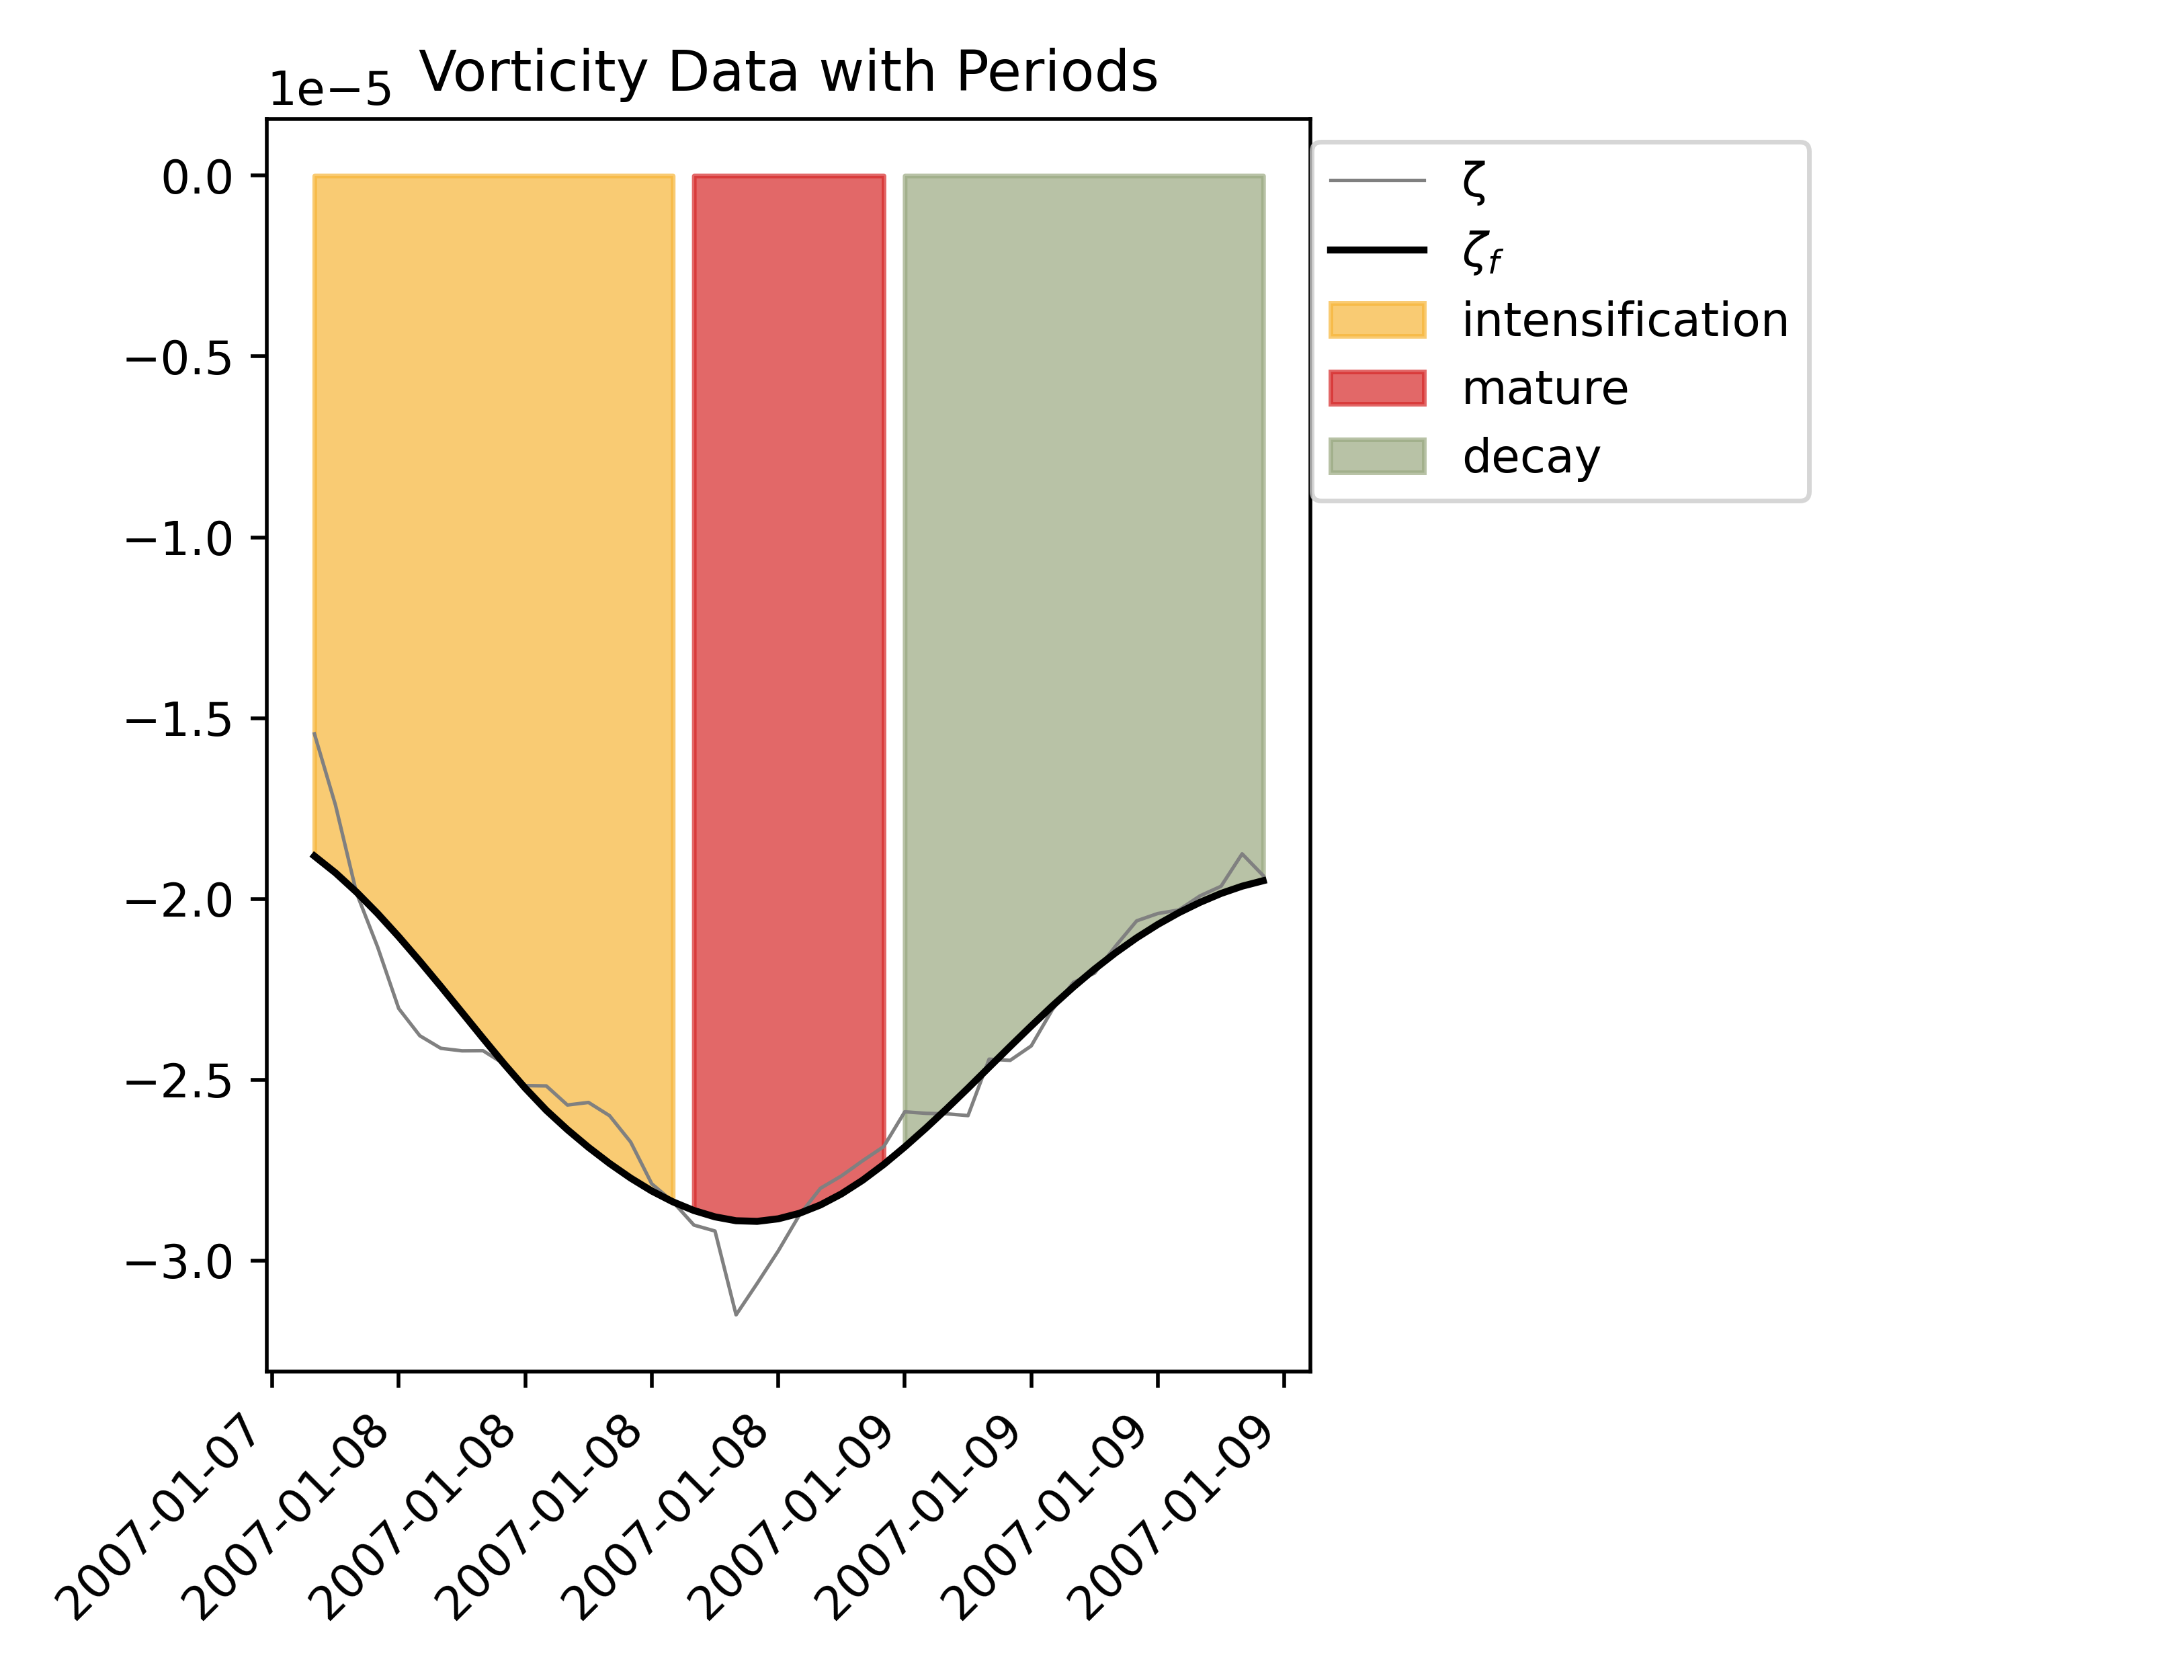 Vorticity Data with Periods
1e−5
0.0
−0.5
−1.0
−1.5
−2.0
−2.5
−3.0
2007-01-07
2007-01-08
2007-01-08
2007-01-08
2007-01-08
2007-01-09
2007-01-09
2007-01-09
2007-01-09
ζ
ζf
intensification
mature
decay